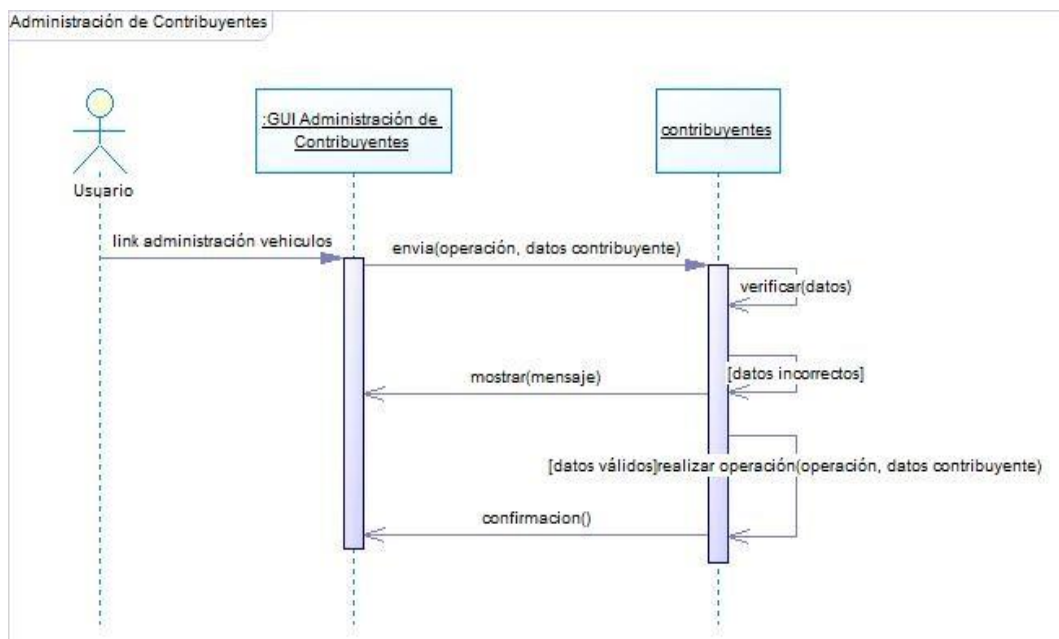 Administración de Contribuyentes
:GUI Administración de
Contribuyentes
contribuyentes
Usuario
link administración vehiculos
envia(operación, datos contribuyente)
verificar(datos)
[datos incorrectos]
mostrar(mensaje)
[datos válidos]realizar operación(operación, datos contribuyente)
confirmacion()